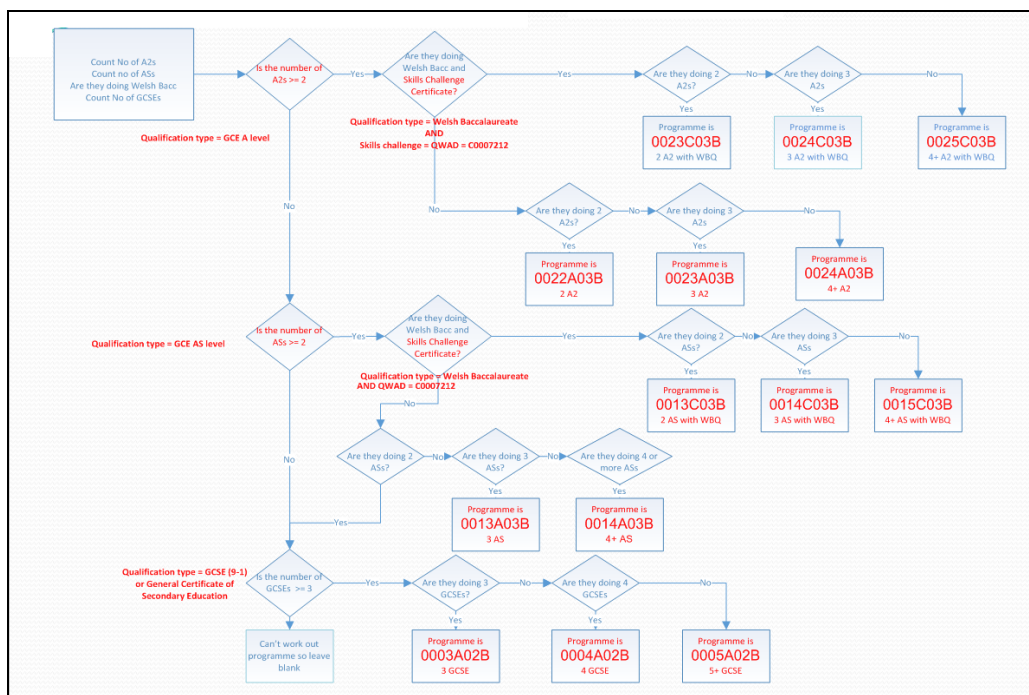 Count No of A2s
Count no of ASs
Are they doing Welsh Bacc
Count No of GCSEs
Is the number of
A2s >= 2
Yes
Are they doing
Welsh Bacc and
Skills Challenge
Certificate?
Yes
Are they doing 2
A2s?
No
Are they doing 3
A2s
No
Qualification type = GCE A level
Qualification type = Welsh Baccalaureate
AND
Skills challenge = QWAD = C0007212
Yes
Programme is
0023C03B
2 A2 with WBQ
Yes
Programme is
0024C03B
3 A2 with WBQ
Programme is
0025C03B
4+ A2 with WBQ
No
No
Are they doing 2
A2s?
No
Are they doing 3
A2s
No
Yes
Programme is
0022A03B
2 A2
Yes
Programme is
0023A03B
3 A2
Programme is
0024A03B
4+ A2
Qualification type = GCE AS level
Is the number of
ASs >= 2
Yes
Are they doing
Welsh Bacc and
Skills Challenge
Certificate?
Yes
Are they doing 2
ASs?
No
Are they doing 3
ASs
No
Qualification type = Welsh Baccalaureate
AND QWAD = C0007212
Yes
Programme is
0013C03B
2 AS with WBQ
Yes
Programme is
0014C03B
3 AS with WBQ
Programme is
0015C03B
4+ AS with WBQ
No
No
Are they doing 2
ASs?
No
Are they doing 3
ASs?
No
Are they doing 4 or
more ASs
Yes
Yes
Programme is
0013A03B
3 AS
Yes
Programme is
0014A03B
4+ AS
Qualification type = GCSE (9-1)
or General Certificate of
Secondary Education
Is the number of
GCSEs >= 3
Yes
Are they doing 3
GCSEs?
No
Are they doing 4
GCSEs
No
Can't work out
programme so leave
blank
Yes
Programme is
0003A02B
3 GCSE
Yes
Programme is
0004A02B
4 GCSE
Programme is
0005A02B
5+ GCSE